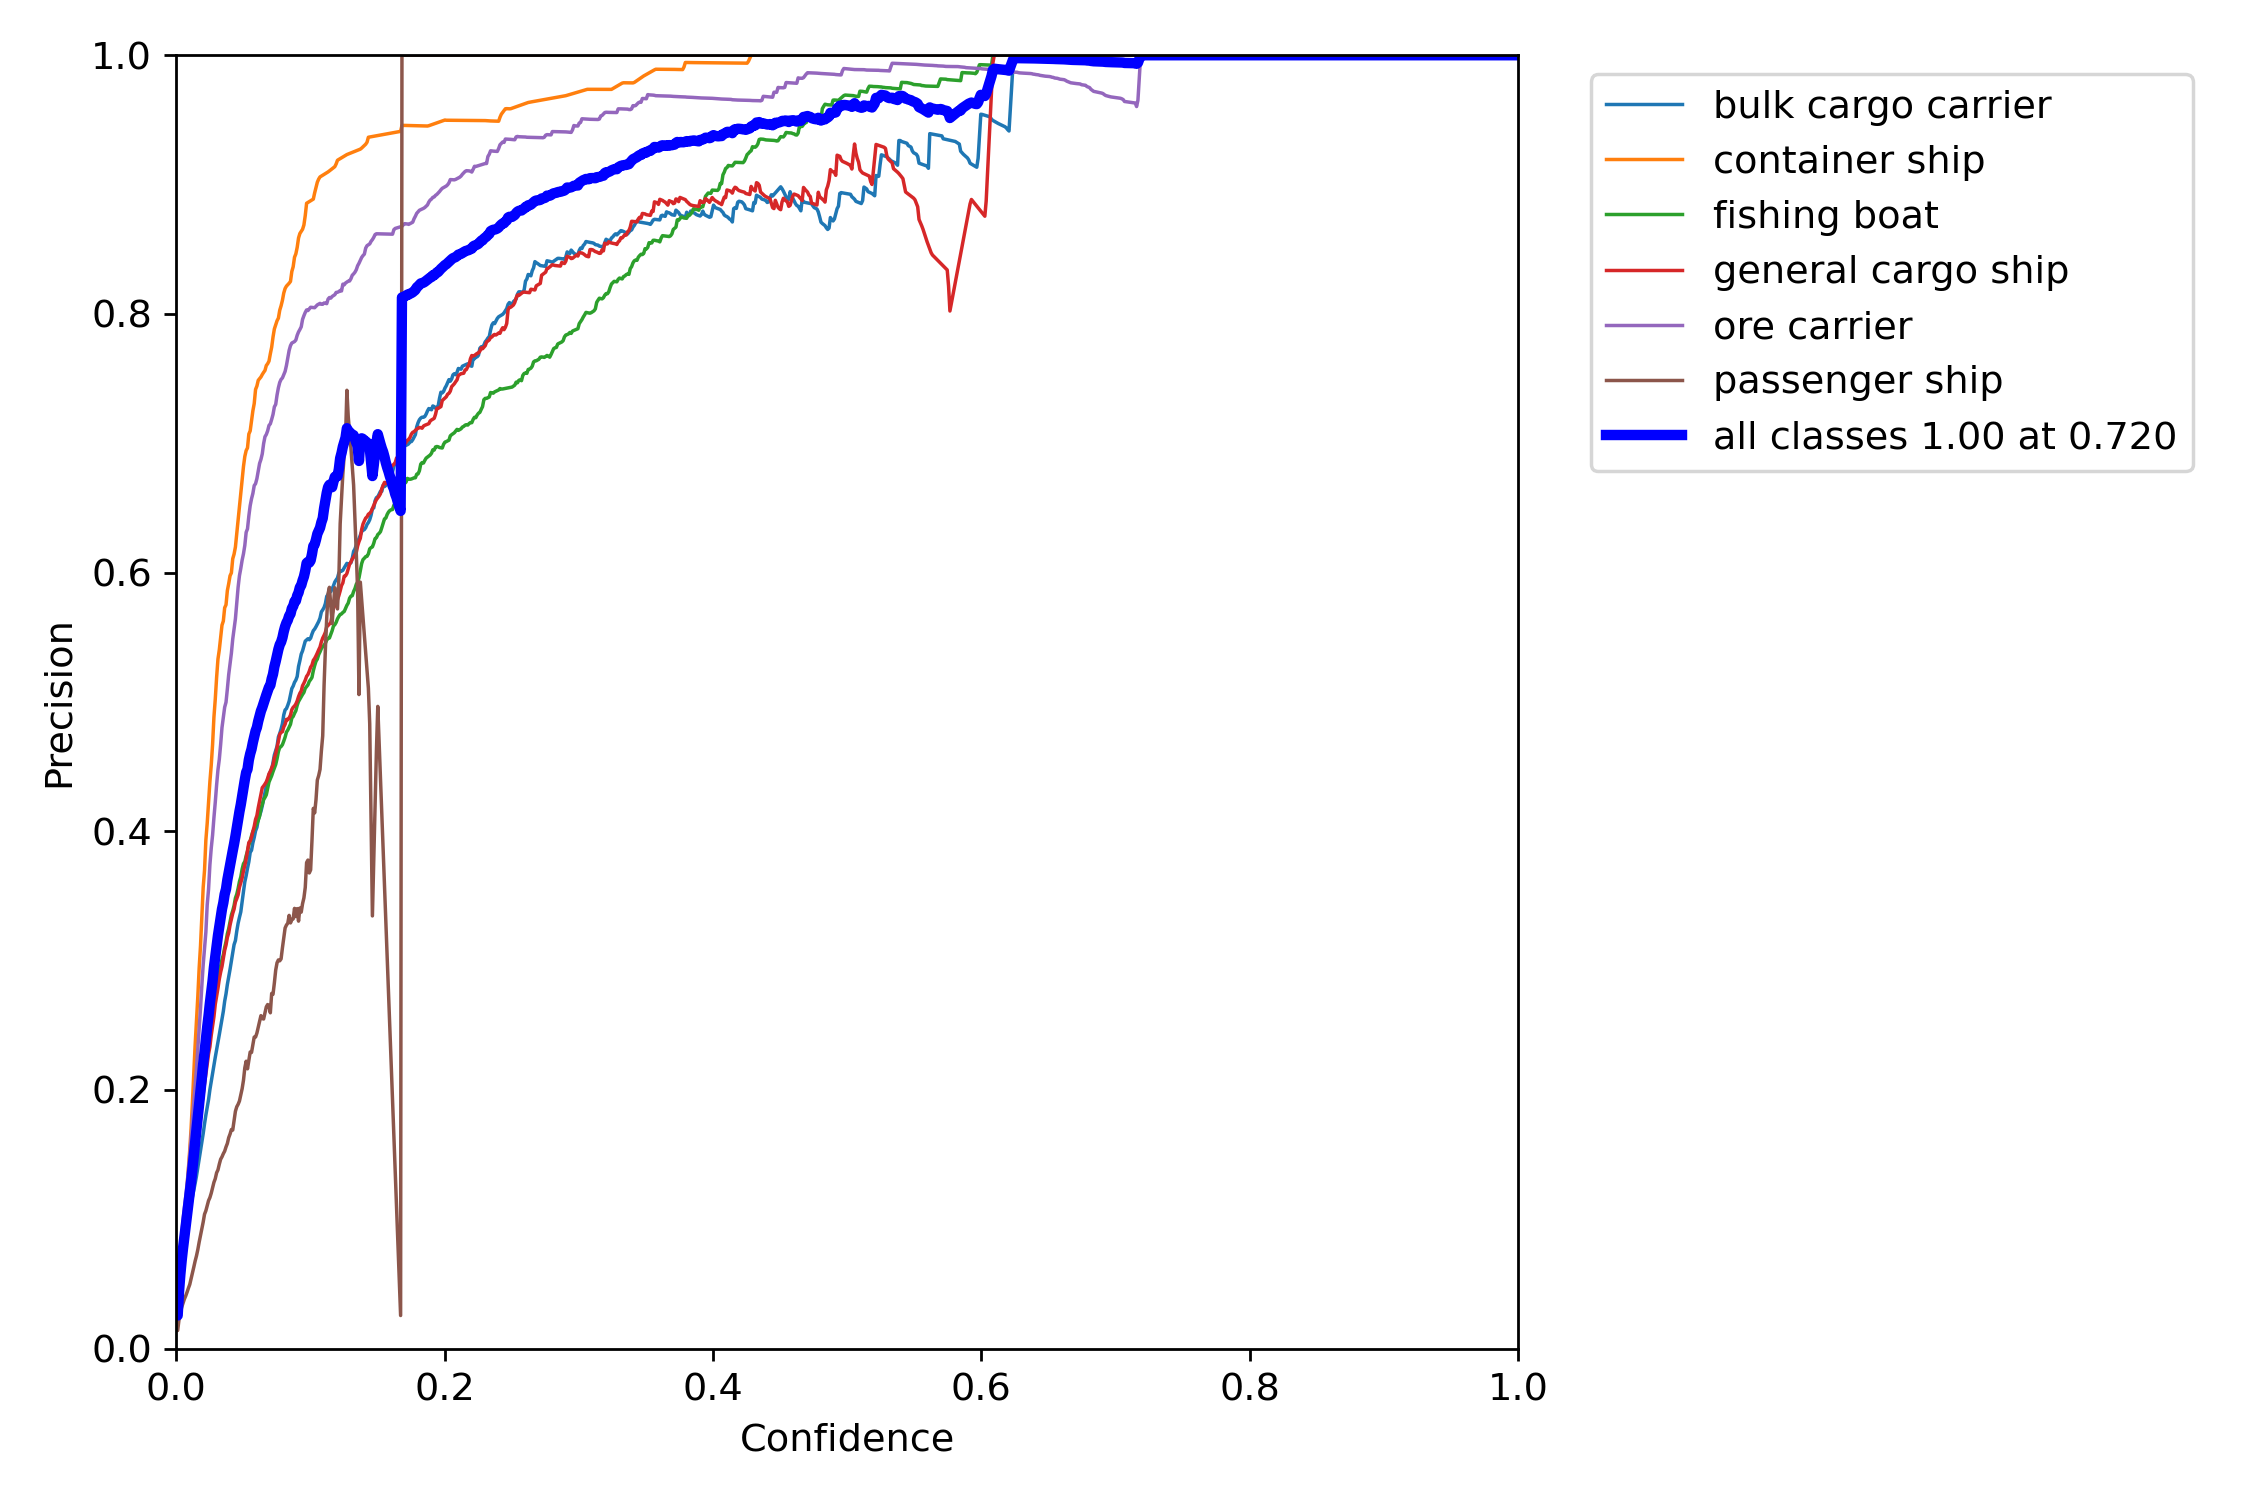 1.0
0.8
0.6
0.4
0.2
0.0
Precision
0.0 0.2 0.4 0.6 0.8 1.0
Confidence
bulk cargo carrier
container ship
fishing boat
general cargo ship
ore carrier
passenger ship
all classes 1.00 at 0.720